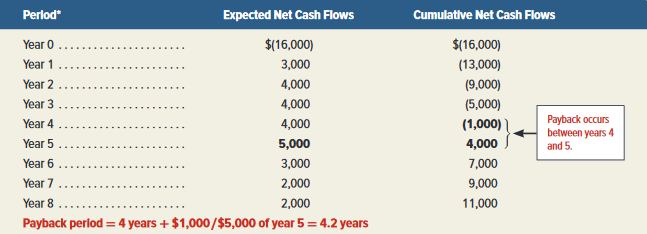 Period* Expected Net Cash Flows Cumulative Net Cash Flows
Year 0 ...................... $(16,000) $(16,000)
Year 1 ...................... 3,000 (13,000)
Year 2 ...................... 4,000 (9,000)
Year 3 ...................... 4,000 (5,000)
Year 4 ...................... 4,000 (1,000)
Year 5 ...................... 5,000 4,000
Year 6 ...................... 3,000 7,000
Year 7 ...................... 2,000 9,000
Year 8 ...................... 2,000 11,000
Payback occurs
between years 4
and 5.
Payback period = 4 years + $1,000/$5,000 of year 5 = 4.2 years